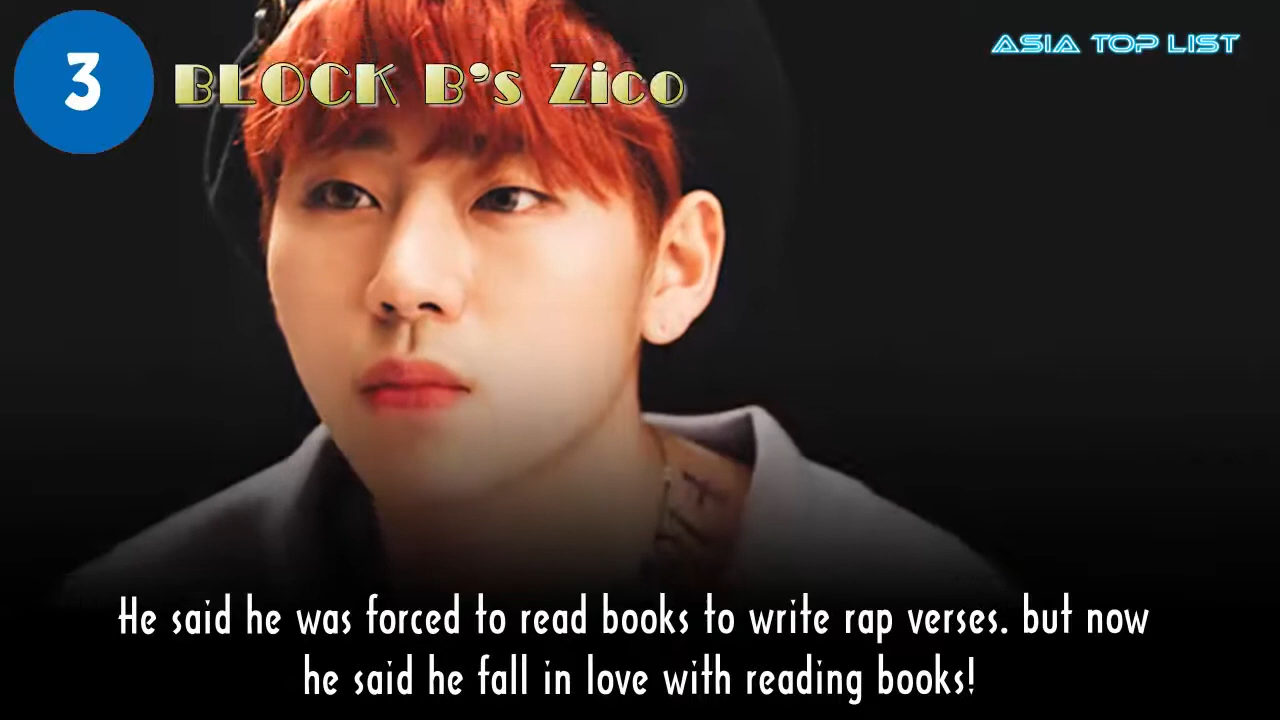 3
BLOCK B's Zico
ASIA TOP LIST
He said he was forced to read books to write rap verses. but now
he said he fall in love with reading books!